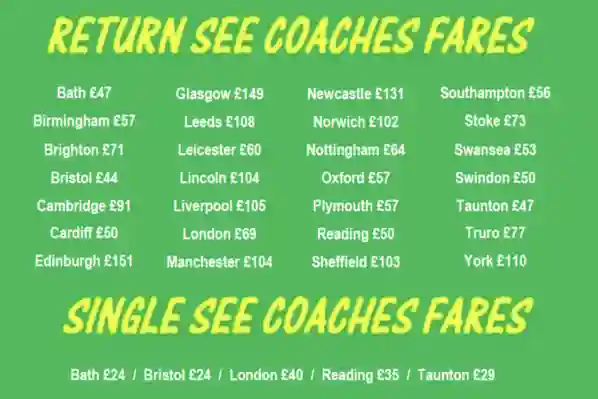 RETURN SEE COACHES FARES
Bath £47 Glasgow £149 Newcastle £131 Southampton £56
Birmingham £57 Leeds £108 Norwich £102 Stoke £73
Brighton £71 Leicester £60 Nottingham £64 Swansea £53
Bristol £44 Lincoln £104 Oxford £57 Swindon £50
Cambridge £91 Liverpool £105 Plymouth £57 Taunton £47
Cardiff £50 London £69 Reading £50 Truro £77
Edinburgh £151 Manchester £104 Sheffield £103 York £110
SINGLE SEE COACHES FARES
Bath £24 / Bristol £24 / London £40 / Reading £35 / Taunton £29